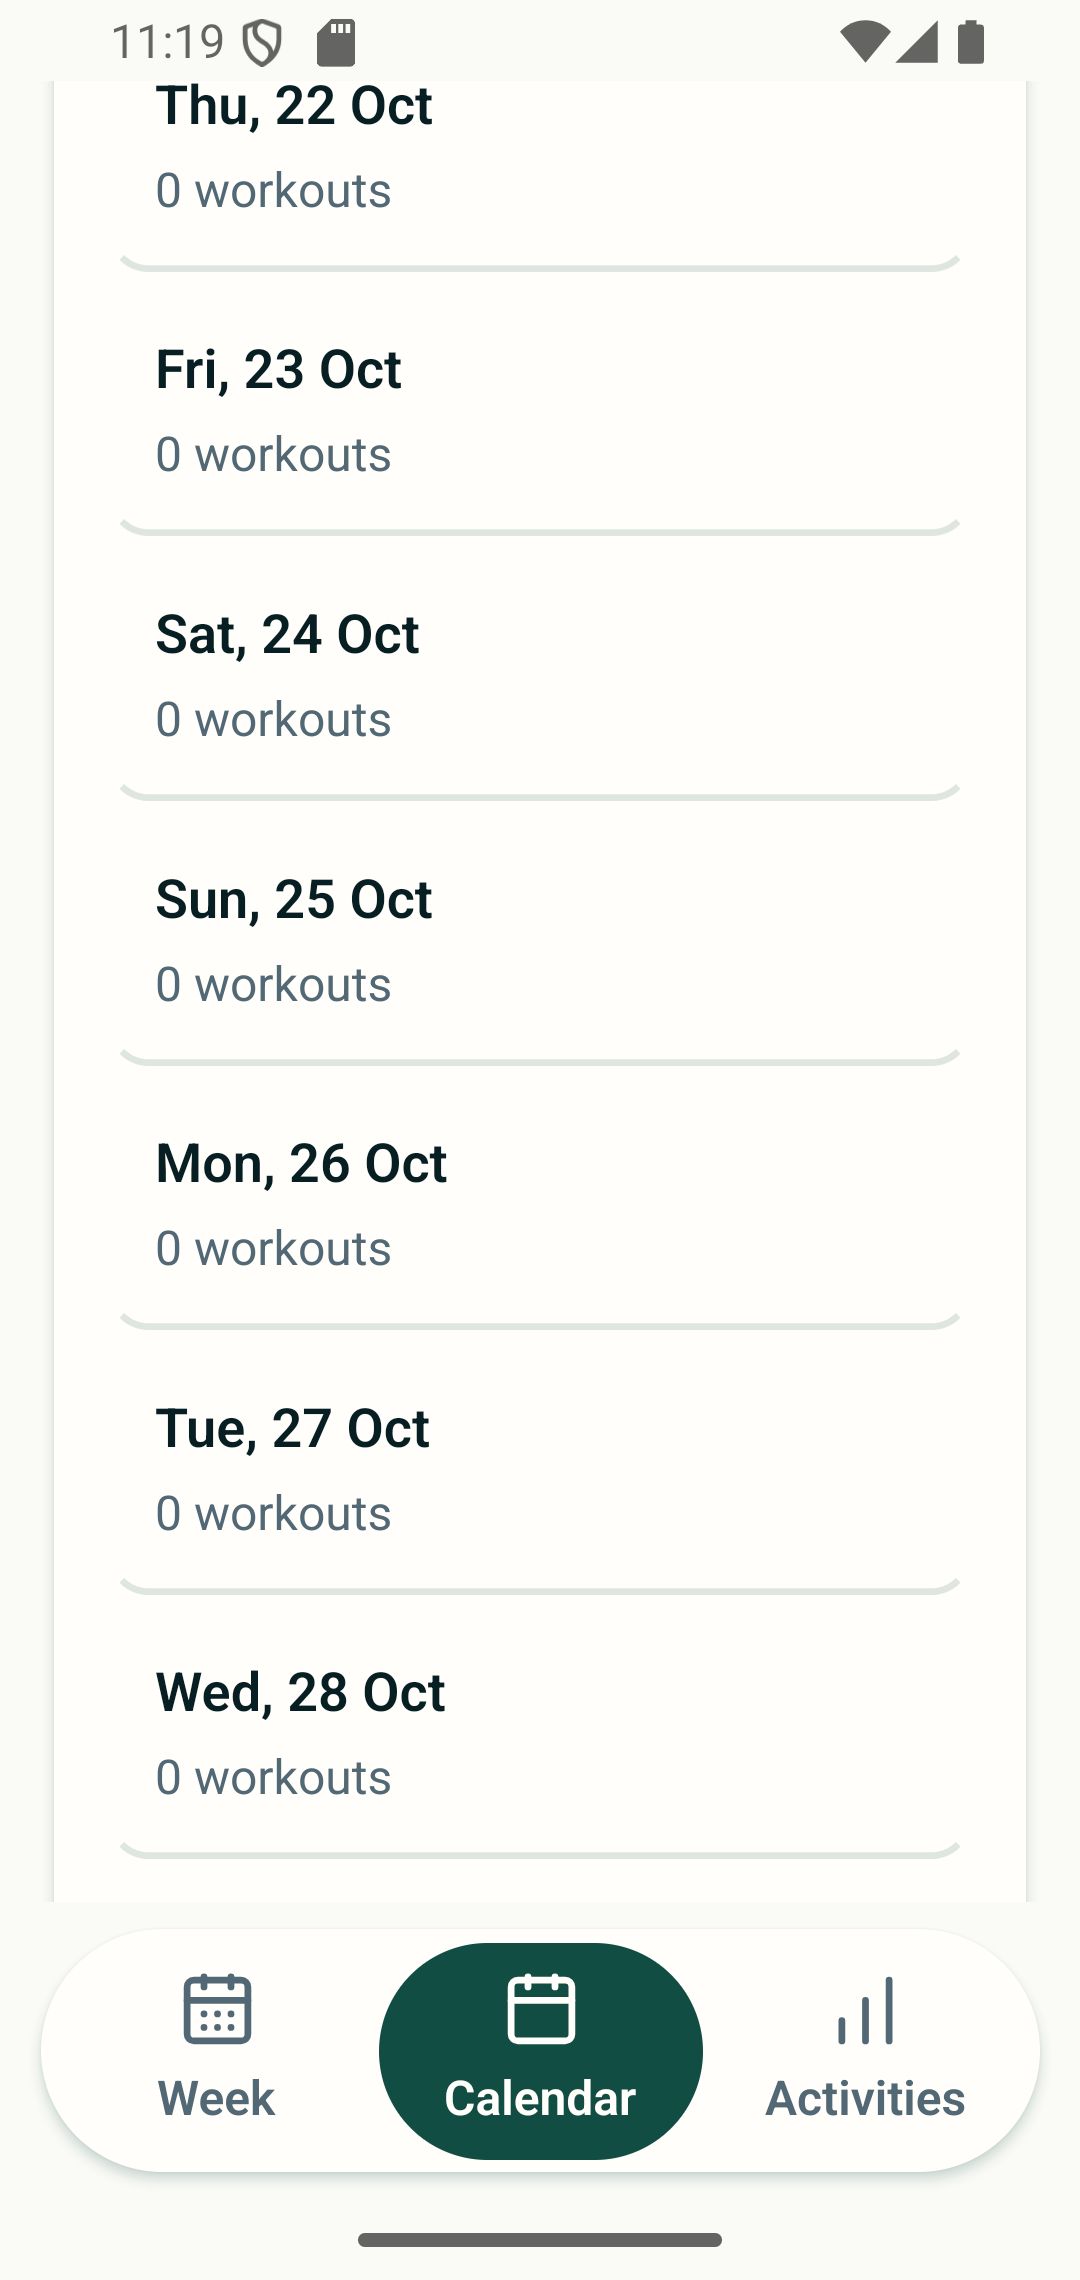 11:19
Thu, 22 Oct
0 workouts
Fri, 23 Oct
0 workouts
Sat, 24 Oct
0 workouts
Sun, 25 Oct
0 workouts
Mon, 26 Oct
0 workouts
Tue, 27 Oct
0 workouts
Wed, 28 Oct
0 workouts
Week
Calendar
Activities